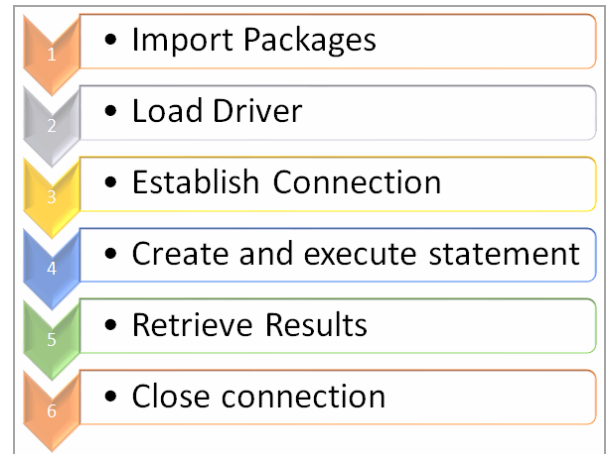 1 • Import Packages
2 • Load Driver
3 • Establish Connection
4 • Create and execute statement
5 • Retrieve Results
6 • Close connection